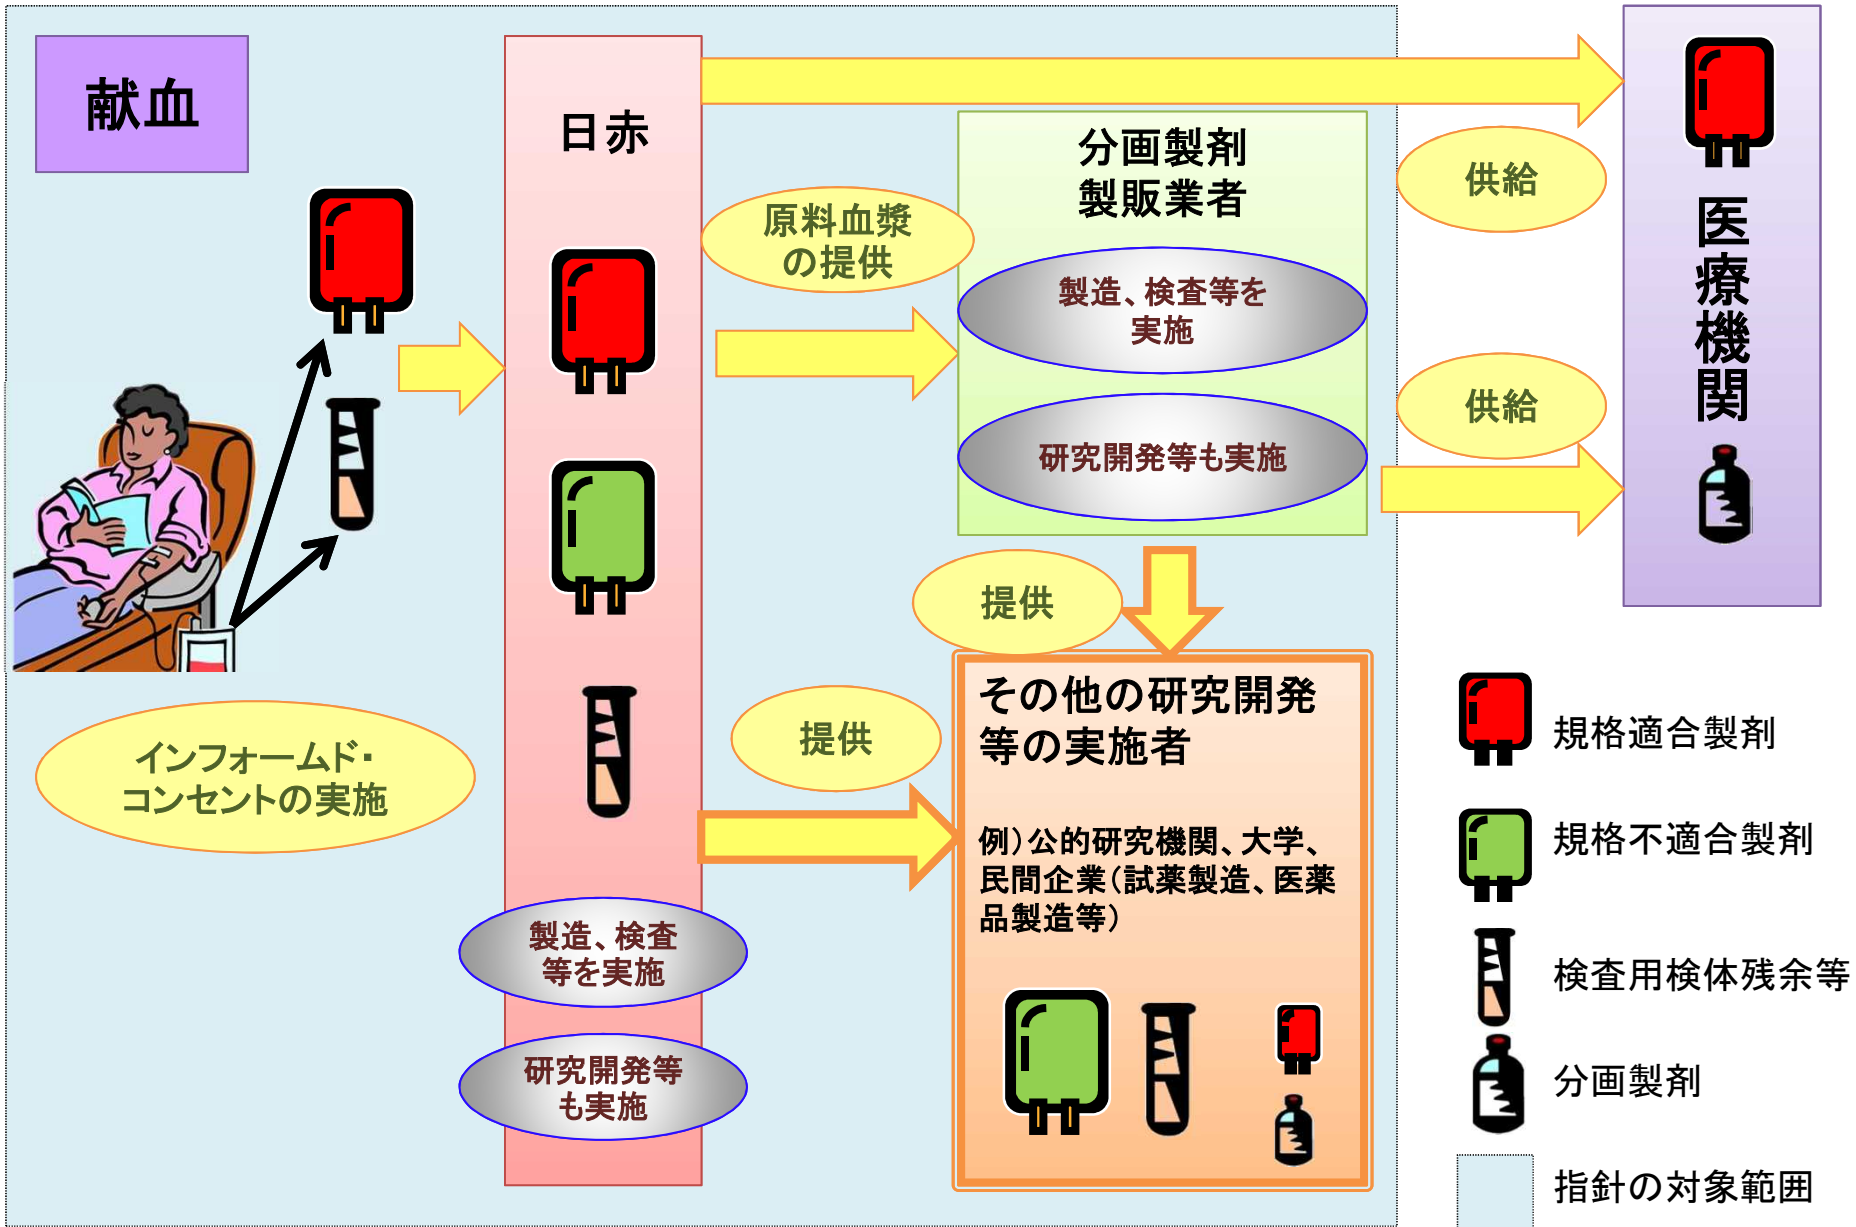 献血
日赤
原料血漿
の提供
分画製剤
製販業者
製造、検査等を
実施
研究開発等も実施
供給
供給
医療機関
提供
提供
インフォームド・
コンセントの実施
製造、検査
等を実施
研究開発等
も実施
その他の研究開発
等の実施者
例)公的研究機関、大学、
民間企業(試薬製造、医薬
品製造等)
規格適合製剤
規格不適合製剤
検査用検体残余等
分画製剤
指針の対象範囲